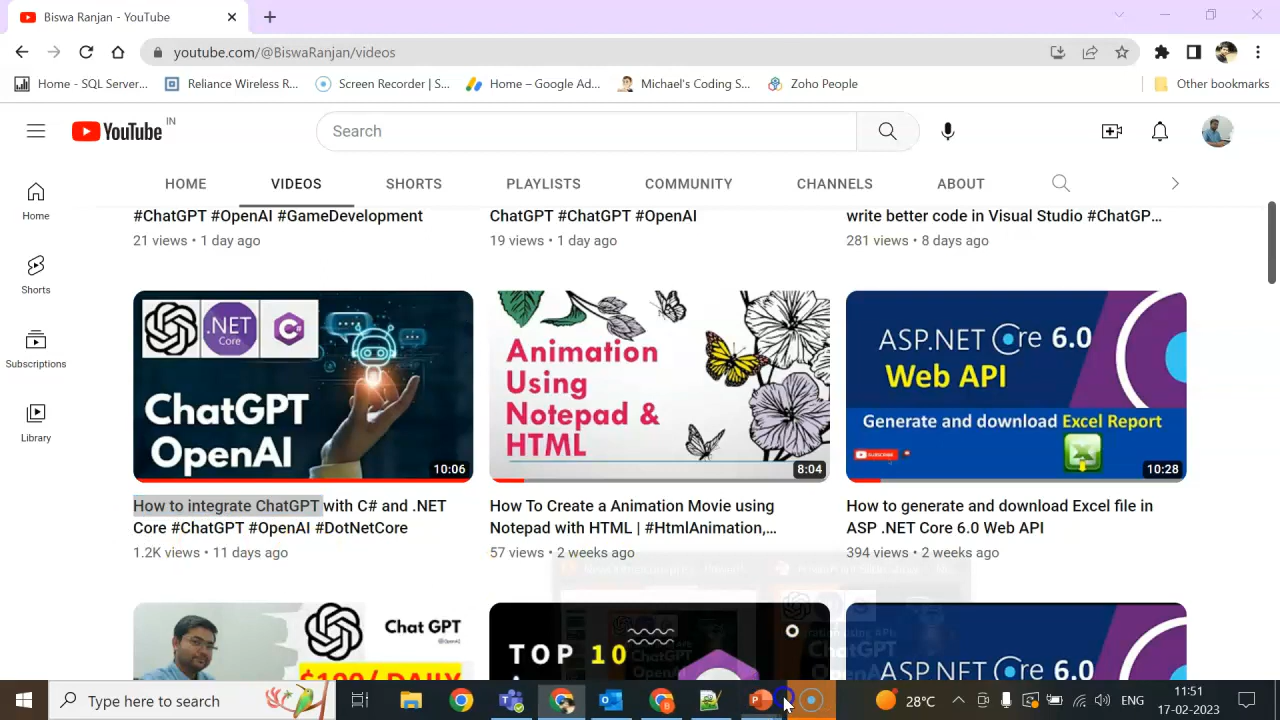 Biswa Ranjan - YouTube
youtube.com/@BiswaRanjan/videos
Home - SQL Server...
Reliance Wireless R...
Screen Recorder | S...
Home – Google Ad...
Michael's Coding S...
Zoho People
Other bookmarks
YouTube IN
Search
HOME
VIDEOS
SHORTS
PLAYLISTS
COMMUNITY
CHANNELS
ABOUT
Home
Shorts
Subscriptions
Library
#ChatGPT #OpenAI #GameDevelopment
21 views • 1 day ago
ChatGPT #ChatGPT #OpenAI
19 views • 1 day ago
write better code in Visual Studio #ChatGP...
281 views • 8 days ago
.NET
Core
C#
ChatGPT
OpenAI
10:06
How to integrate ChatGPT with C# and .NET
Core #ChatGPT #OpenAI #DotNetCore
1.2K views • 11 days ago
Animation
Using
Notepad &
HTML
8:04
How To Create a Animation Movie using
Notepad with HTML | #HtmlAnimation,...
57 views • 2 weeks ago
ASP.NET Core 6.0
Web API
Generate and download Excel Report
SUBSCRIBE
10:28
How to generate and download Excel file in
ASP .NET Core 6.0 Web API
394 views • 2 weeks ago
Chat GPT
@OpenAI
$100/ DAILY
TOP 10
ASP.NET Core 6.0
Type here to search
28°C
ENG
11:51
17-02-2023